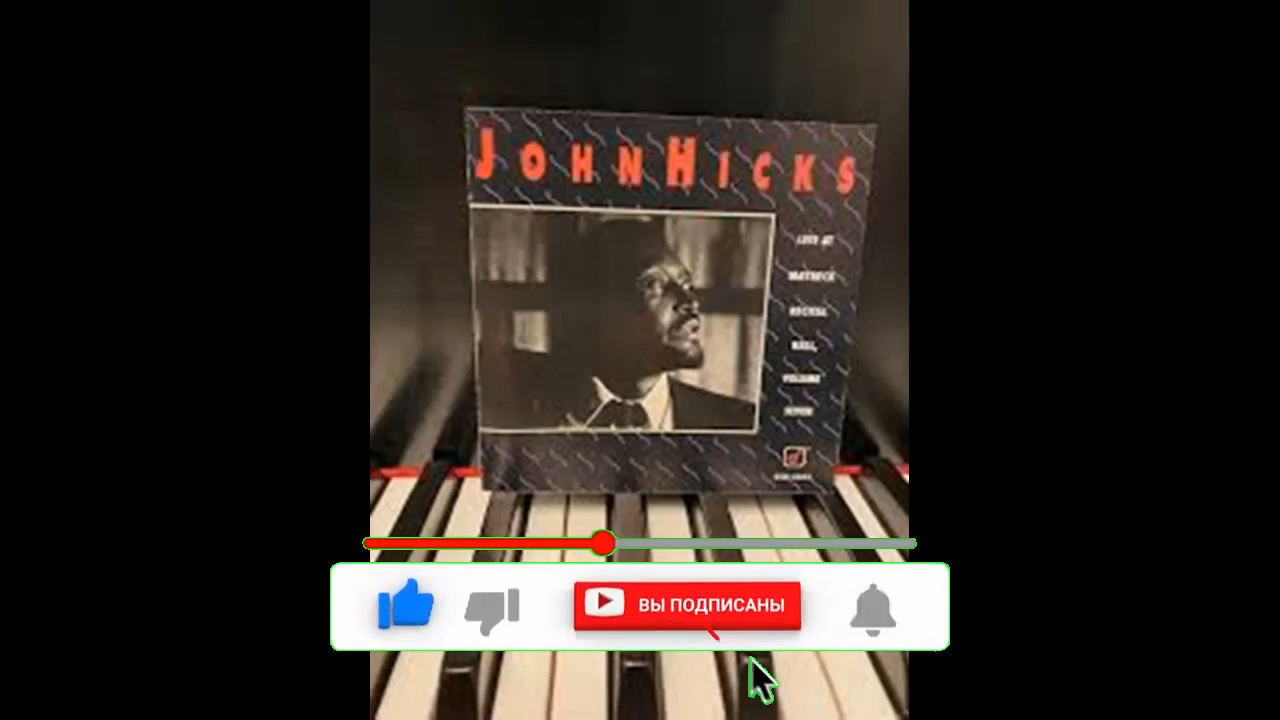 JOHN HICKS
LIVE AT
MAYBECK
RECITAL
HALL,
VOLUME
SEVEN
ВЫ ПОДПИСАНЫ